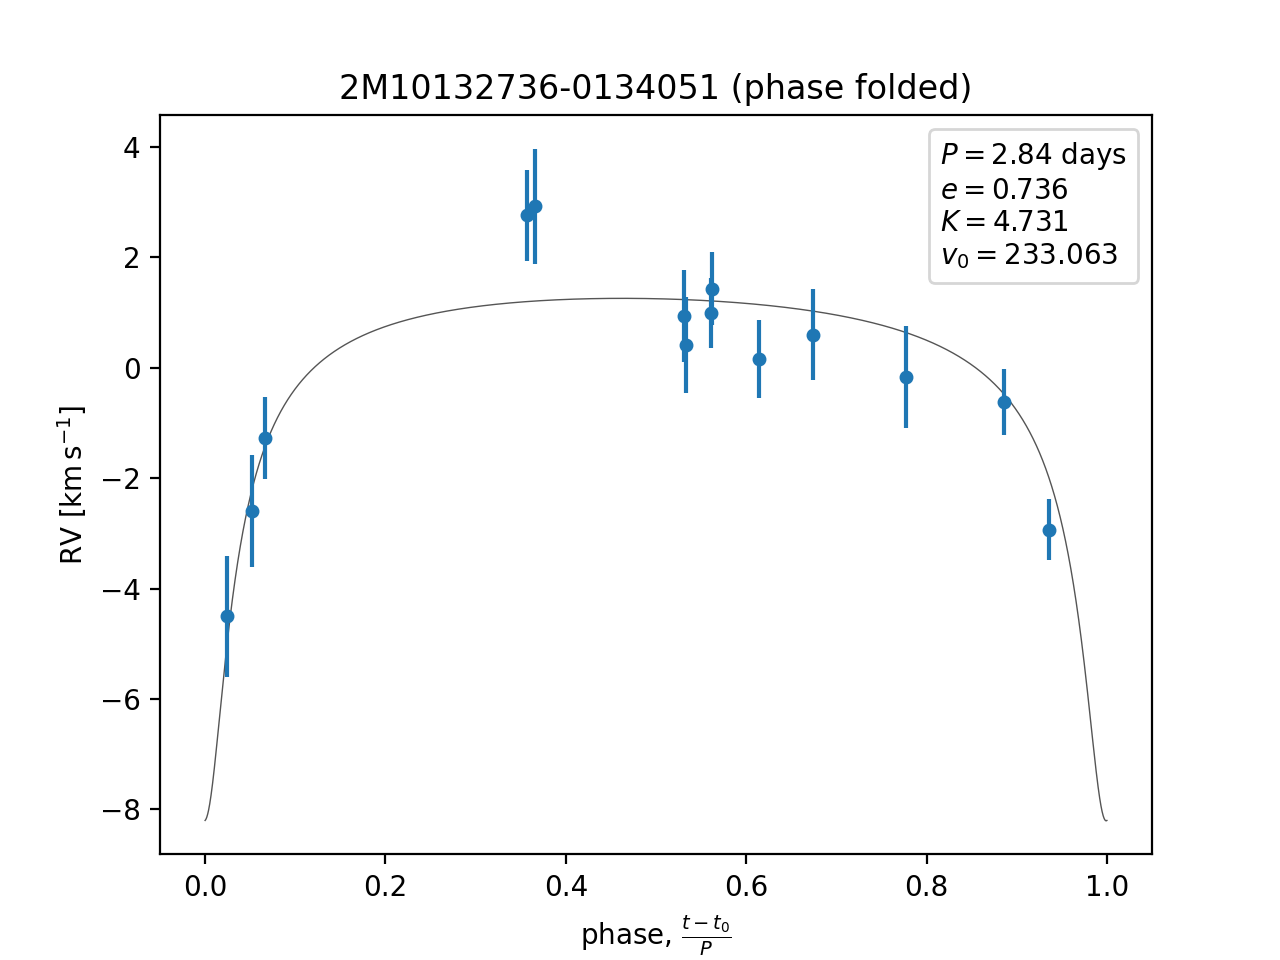 2M10132736-0134051 (phase folded)
P = 2.84 days
e = 0.736
K = 4.731
v₀ = 233.063
RV [km s⁻¹]
4
2
0
−2
−4
−6
−8
0.0 0.2 0.4 0.6 0.8 1.0
phase, (t − t₀)/P